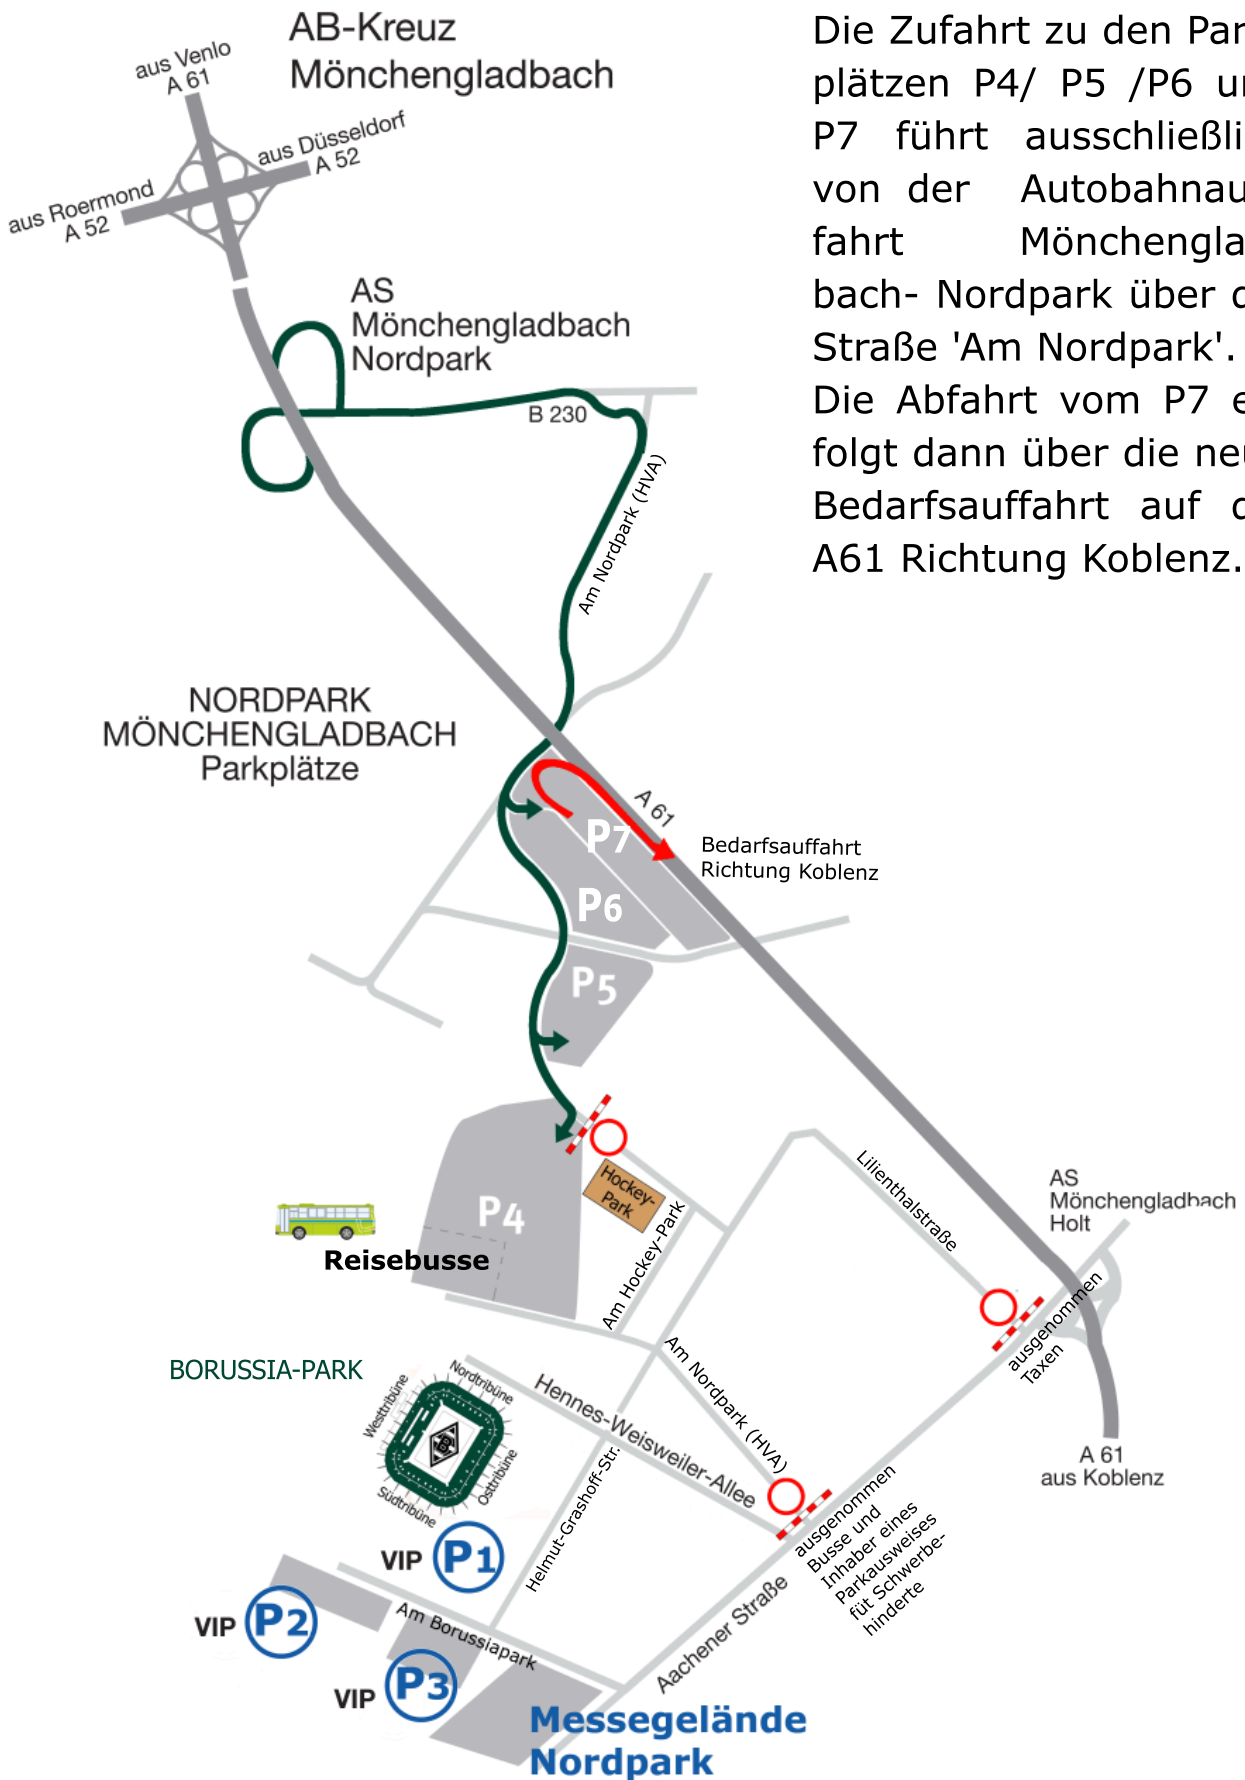 AB-Kreuz
Mönchengladbach
aus Venlo
A 61
aus Düsseldorf
A 52
aus Roermond
A 52
Die Zufahrt zu den Par
plätzen P4/ P5 /P6 u
P7 führt ausschließli
von der Autobahnau
fahrt Mönchengla
bach- Nordpark über d
Straße 'Am Nordpark'.
Die Abfahrt vom P7 e
folgt dann über die neu
Bedarfsauffahrt auf d
A61 Richtung Koblenz.
AS
Mönchengladbach
Nordpark
B 230
Am Nordpark (HVA)
NORDPARK
MÖNCHENGLADBACH
Parkplätze
A 61
P7
Bedarfsauffahrt
Richtung Koblenz
P6
P5
Hockey-
Park
P4
Reisebusse
Am Hockey-Park
Lilienthalstraße
AS
Mönchengladbach
Holt
ausgenommen
Taxen
A 61
aus Koblenz
BORUSSIA-PARK
Nordtribüne
Westtribüne
Osttribüne
Südtribüne
Hennes-Weisweiler-Allee
Am Nordpark (HVA)
Helmut-Grashoff-Str.
ausgenommen
Busse und
Inhaber eines
Parkausweises
füt Schwerbe-
hinderte
Aachener Straße
VIP P1
VIP P2
Am Borussiapark
VIP P3
Messegelände
Nordpark